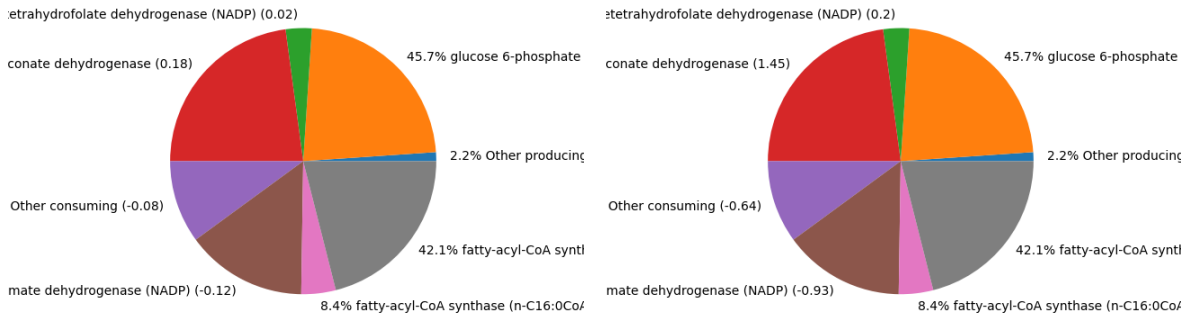 tetrahydrofolate dehydrogenase (NADP) (0.02)
45.7% glucose 6-phosphate
conate dehydrogenase (0.18)
2.2% Other producing
Other consuming (-0.08)
42.1% fatty-acyl-CoA synth
mate dehydrogenase (NADP) (-0.12)
8.4% fatty-acyl-CoA synthase (n-C16:0CoA
etetrahydrofolate dehydrogenase (NADP) (0.2)
45.7% glucose 6-phosphate
conate dehydrogenase (1.45)
2.2% Other producing
Other consuming (-0.64)
42.1% fatty-acyl-CoA synth
mate dehydrogenase (NADP) (-0.93)
8.4% fatty-acyl-CoA synthase (n-C16:0CoA